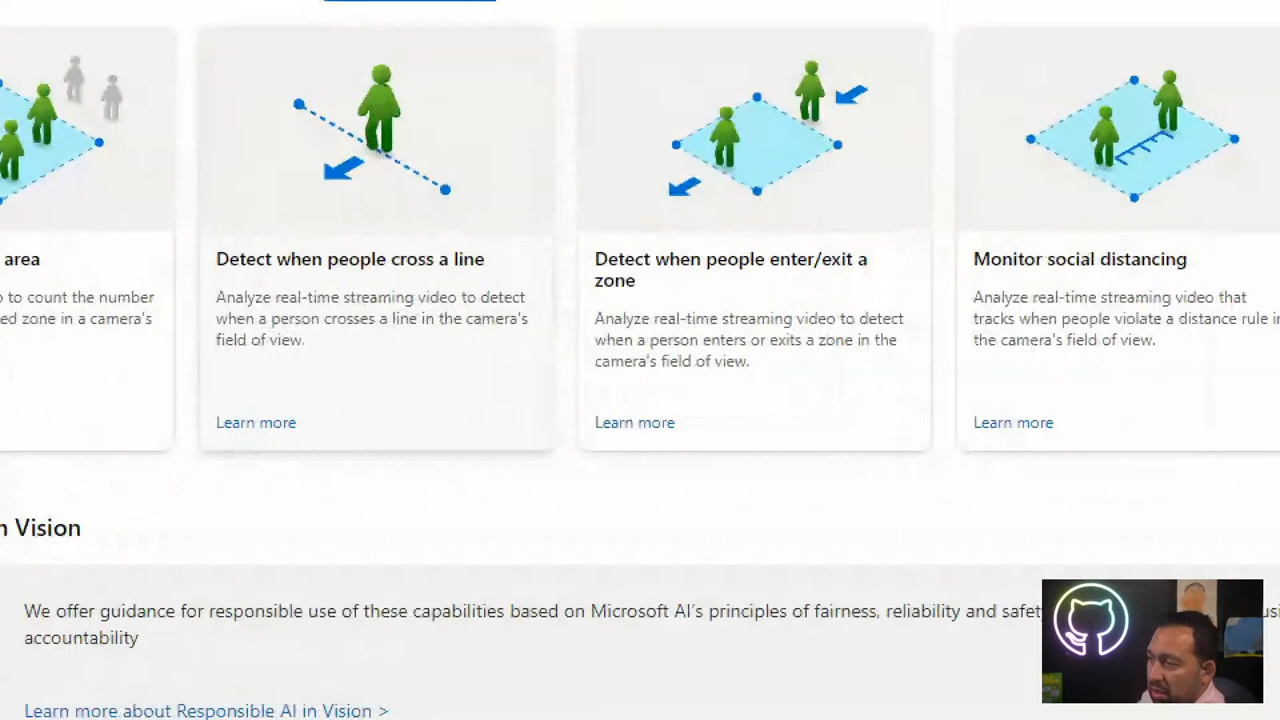 area
to count the number
ed zone in a camera's
Detect when people cross a line
Analyze real-time streaming video to detect
when a person crosses a line in the camera's
field of view.
Learn more
Detect when people enter/exit a
zone
Analyze real-time streaming video to detect
when a person enters or exits a zone in the
camera's field of view.
Learn more
Monitor social distancing
Analyze real-time streaming video that
tracks when people violate a distance rule in
the camera's field of view.
Learn more
n Vision
We offer guidance for responsible use of these capabilities based on Microsoft AI's principles of fairness, reliability and safet
accountability
Learn more about Responsible AI in Vision >